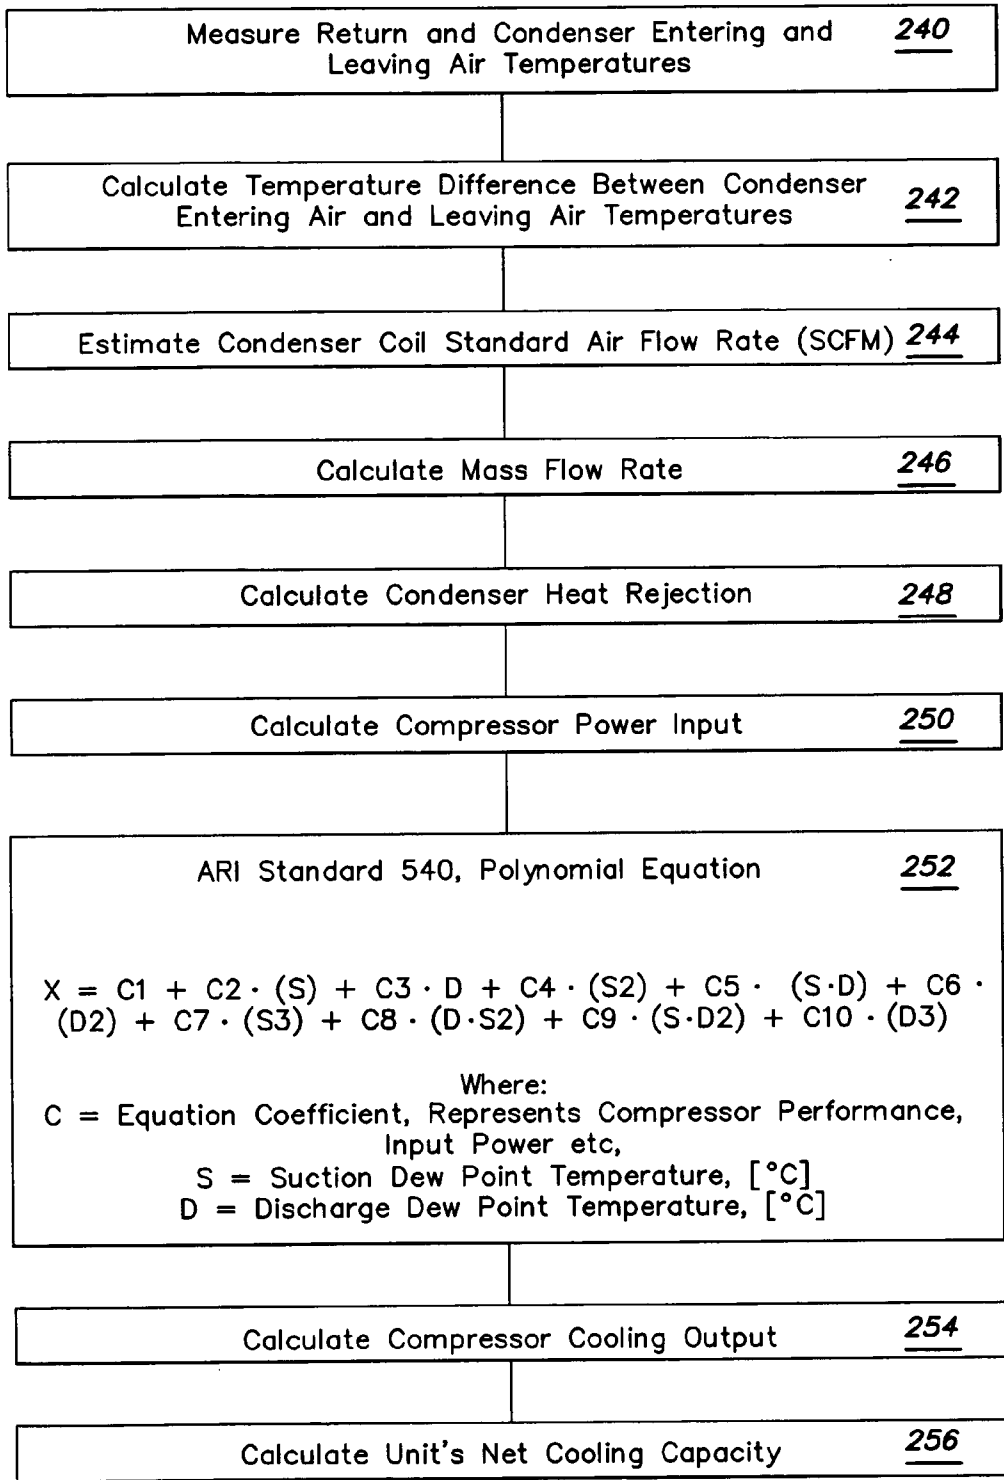 Measure Return and Condenser Entering and 240
Leaving Air Temperatures
Calculate Temperature Difference Between Condenser 242
Entering Air and Leaving Air Temperatures
Estimate Condenser Coil Standard Air Flow Rate (SCFM) 244
Calculate Mass Flow Rate 246
Calculate Condenser Heat Rejection 248
Calculate Compressor Power Input 250
ARI Standard 540, Polynomial Equation 252
X = C1 + C2 · (S) + C3 · D + C4 · (S2) + C5 · (S·D) + C6 ·
(D2) + C7 · (S3) + C8 · (D·S2) + C9 · (S·D2) + C10 · (D3)
Where:
C = Equation Coefficient, Represents Compressor Performance,
Input Power etc,
S = Suction Dew Point Temperature, [°C]
D = Discharge Dew Point Temperature, [°C]
Calculate Compressor Cooling Output 254
Calculate Unit's Net Cooling Capacity 256